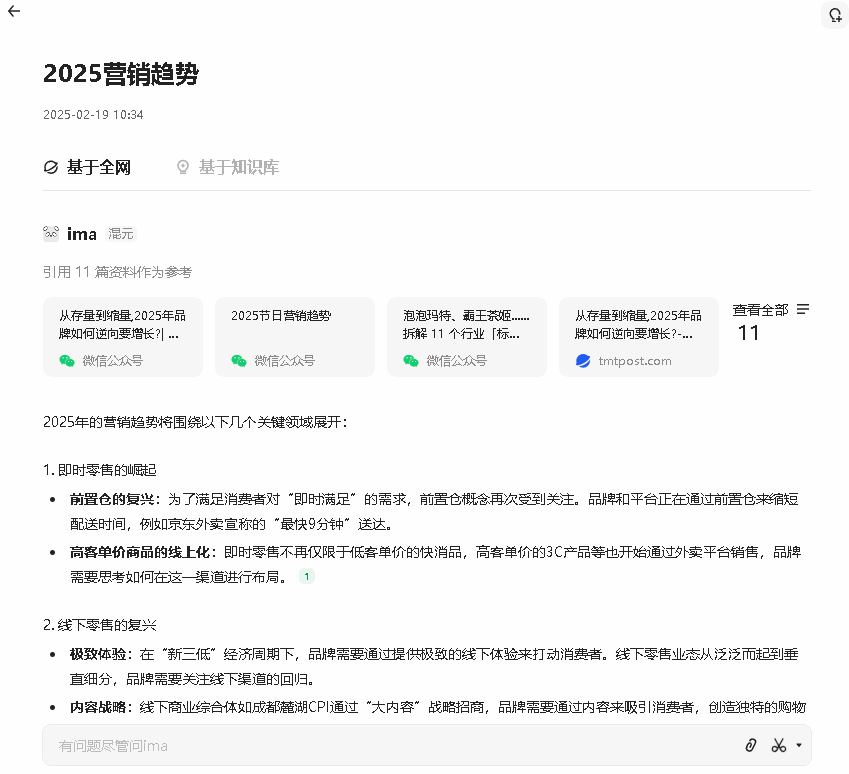 2025营销趋势
2025-02-19 10:34
基于全网 基于知识库
ima 混元
引用 11 篇资料作为参考
从存量到缩量,2025年品
牌如何逆向要增长?| ...
微信公众号
2025节日营销趋势
微信公众号
泡泡玛特、霸王茶姬......
拆解 11 个行业「标...
微信公众号
从存量到缩量,2025年品
牌如何逆向要增长?-...
tmtpost.com
查看全部
11
2025年的营销趋势将围绕以下几个关键领域展开：
1. 即时零售的崛起
• 前置仓的复兴：为了满足消费者对“即时满足”的需求，前置仓概念再次受到关注。品牌和平台正在通过前置仓来缩短
配送时间，例如京东外卖宣称的“最快9分钟”送达。
• 高客单价商品的线上化：即时零售不再仅限于低客单价的快消品，高客单价的3C产品等也开始通过外卖平台销售，品牌
需要思考如何在这一渠道进行布局。 1
2. 线下零售的复兴
• 极致体验：在“新三低”经济周期下，品牌需要通过提供极致的线下体验来打动消费者。线下零售业态从泛泛而起到垂
直细分，品牌需要关注线下渠道的回归。
• 内容战略：线下商业综合体如成都麓湖CPI通过“大内容”战略招商，品牌需要通过内容来吸引消费者，创造独特的购物
有问题尽管问ima